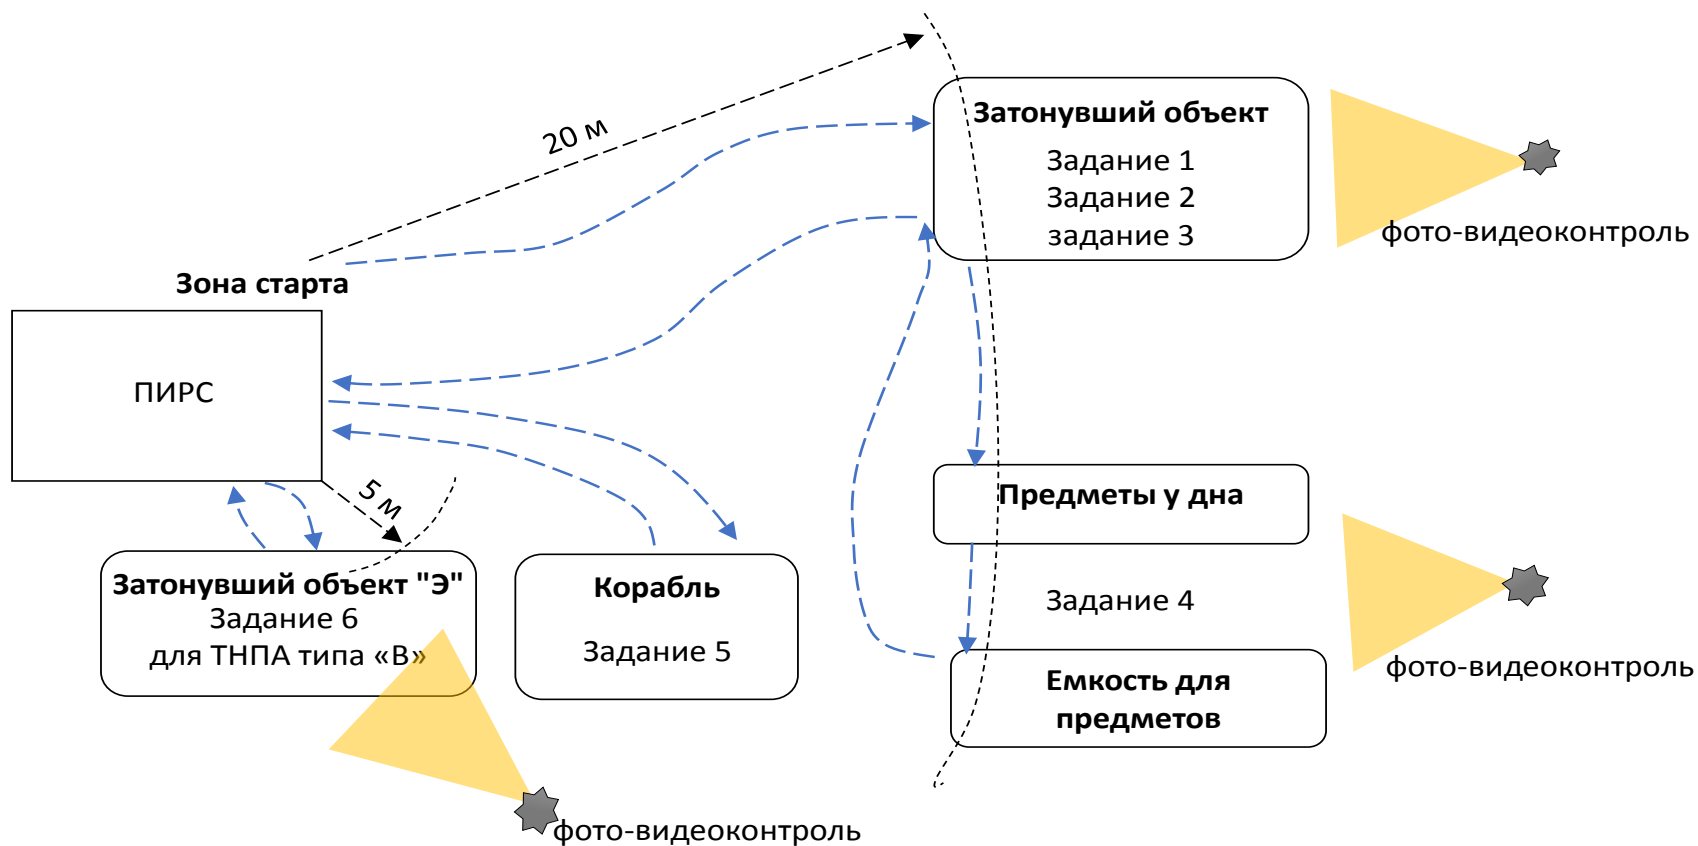 20 м
Затонувший объект
Задание 1
Задание 2
задание 3
фото-видеоконтроль
Зона старта
ПИРС
5 м
Предметы у дна
Затонувший объект "Э"
Задание 6
для ТНПА типа «В»
Корабль
Задание 5
Задание 4
фото-видеоконтроль
Емкость для
предметов
фото-видеоконтроль